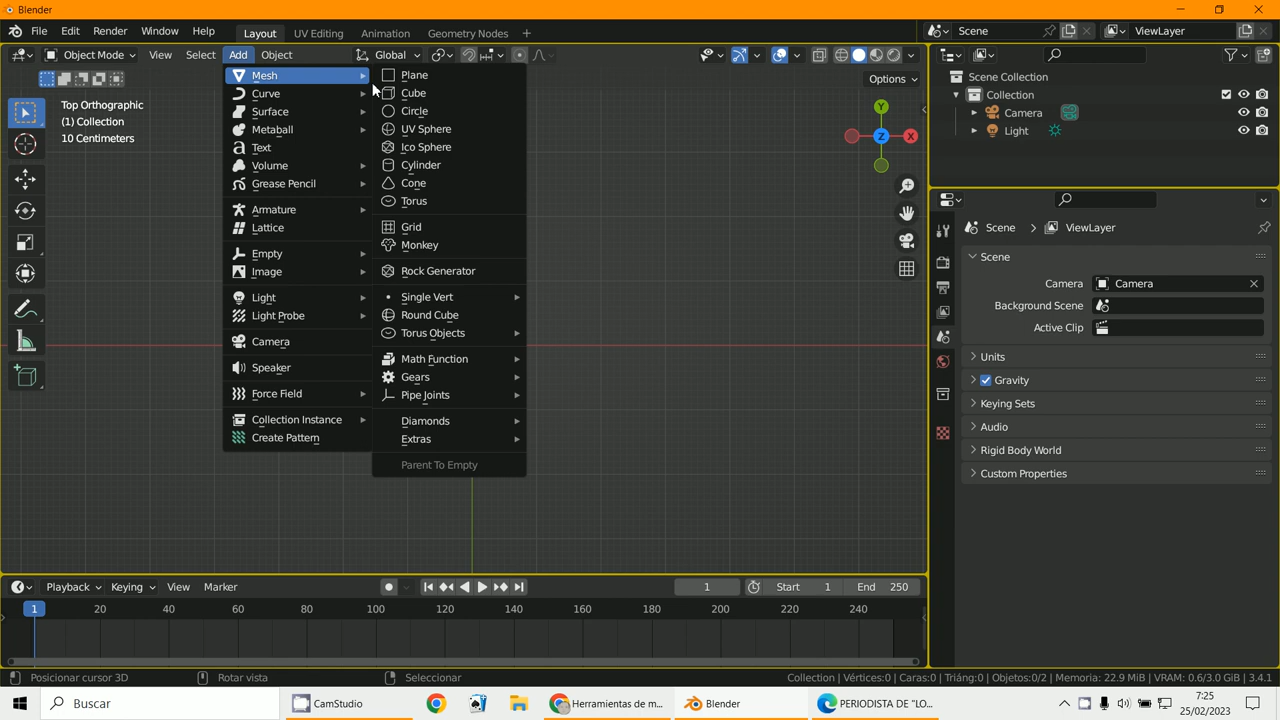 Blender
File Edit Render Window Help Layout UV Editing Animation Geometry Nodes + Scene ViewLayer
Object Mode View Select Add Object Global
Options
Top Orthographic
(1) Collection
10 Centimeters
Mesh
Curve
Surface
Metaball
Text
Volume
Grease Pencil
Armature
Lattice
Empty
Image
Light
Light Probe
Camera
Speaker
Force Field
Collection Instance
Create Pattern
Plane
Cube
Circle
UV Sphere
Ico Sphere
Cylinder
Cone
Torus
Grid
Monkey
Rock Generator
Single Vert
Round Cube
Torus Objects
Math Function
Gears
Pipe Joints
Diamonds
Extras
Parent To Empty
Y
Z X
Scene Collection
Collection
Camera
Light
Scene > ViewLayer
Scene
Camera Camera
Background Scene
Active Clip
Units
Gravity
Keying Sets
Audio
Rigid Body World
Custom Properties
Playback Keying View Marker 1 Start 1 End 250
1 20 40 60 80 100 120 140 160 180 200 220 240
Posicionar cursor 3D Rotar vista Seleccionar Collection | Vértices:0 | Caras:0 | Triáng:0 | Objetos:0/2 | Memoria: 22.9 MiB | VRAM: 0.6/3.0 GiB | 3.4.1
Buscar CamStudio Herramientas de m... Blender PERIODISTA DE "LO... 7:25
25/02/2023